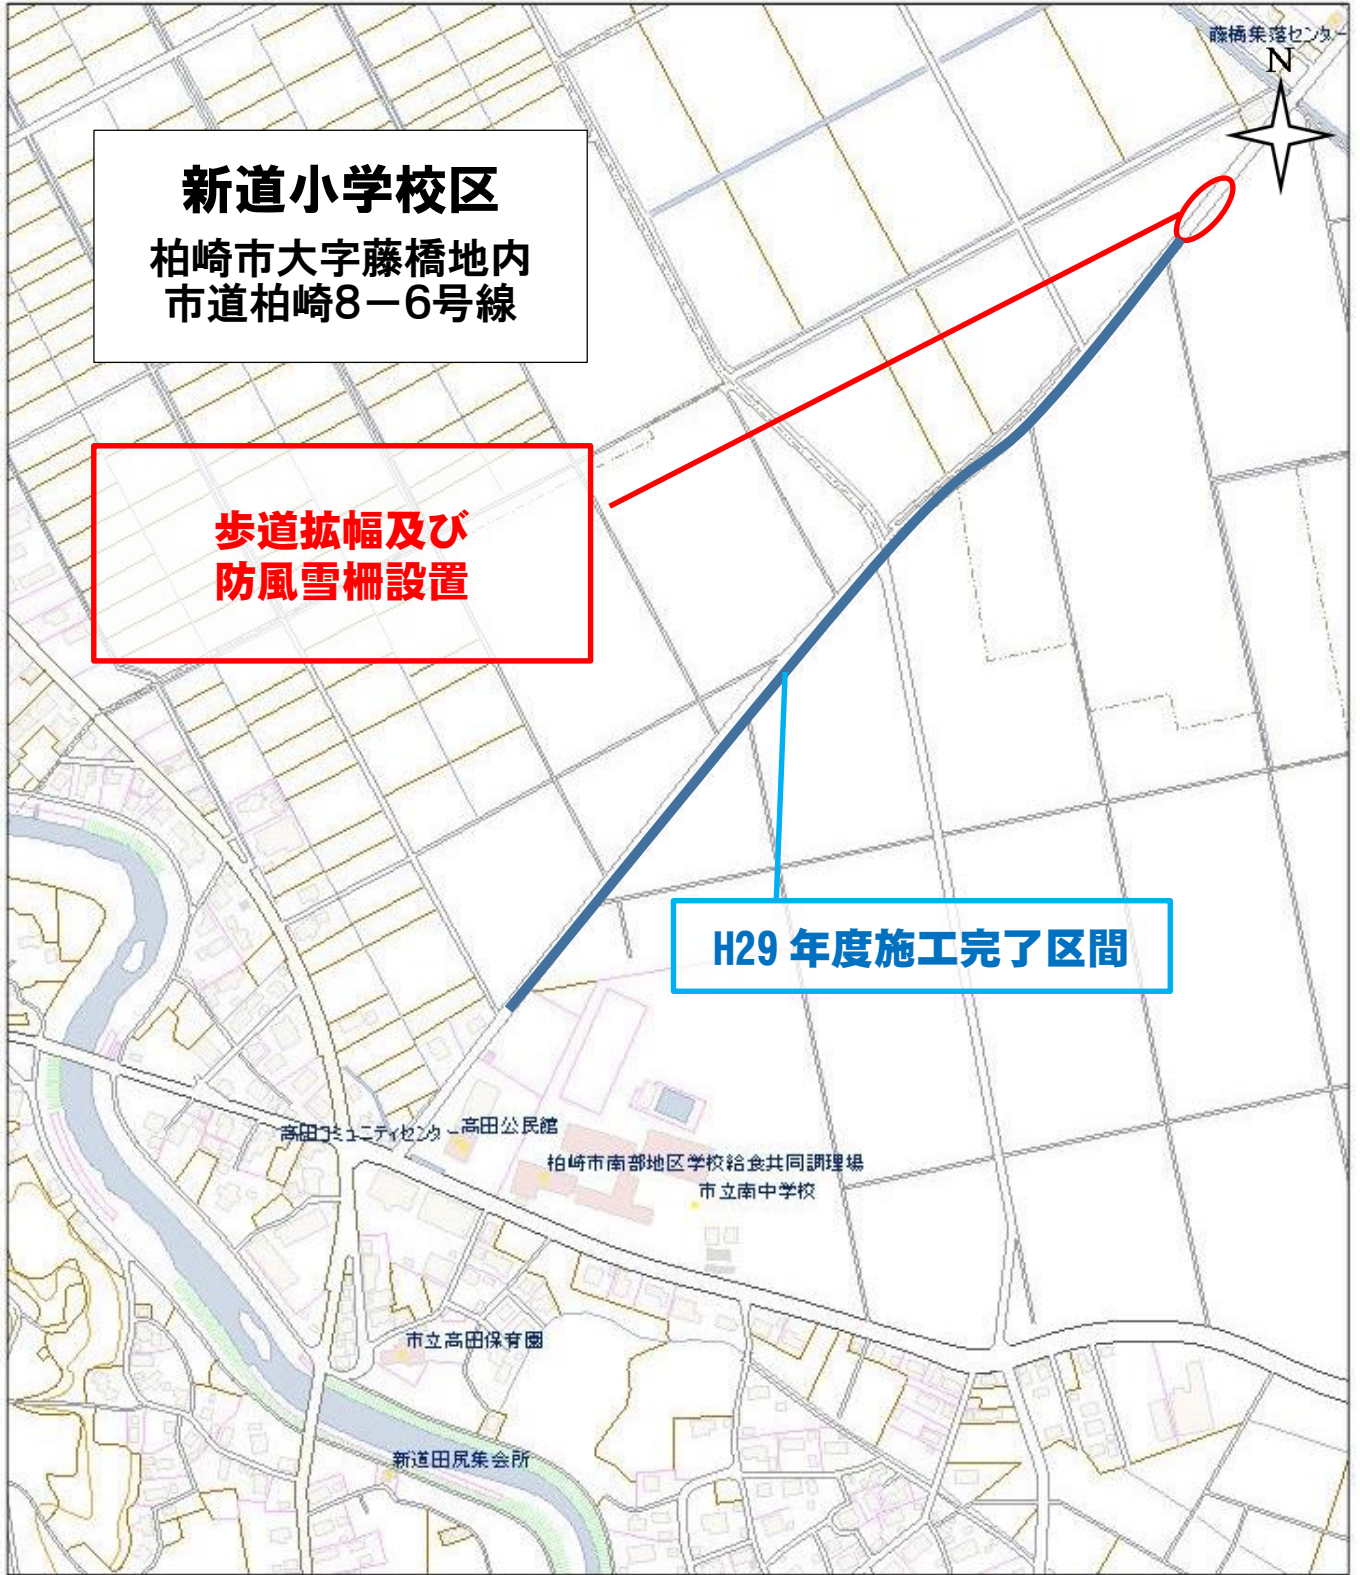 藤橋集落センター
N
新道小学校区
柏崎市大字藤橋地内
市道柏崎8－6号線
歩道拡幅及び
防風雪柵設置
H29 年度施工完了区間
高田コミュニティセンター
高田公民館
柏崎市南部地区学校給食共同調理場
市立南中学校
市立高田保育園
新道田尻集会所